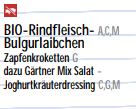 BIO-Rindfleisch- A,C,M
Bulgurlaibchen
Zapfenkroketten G
dazu Gärtner Mix Salat -
Joghurtkräuterdressing C,G,M